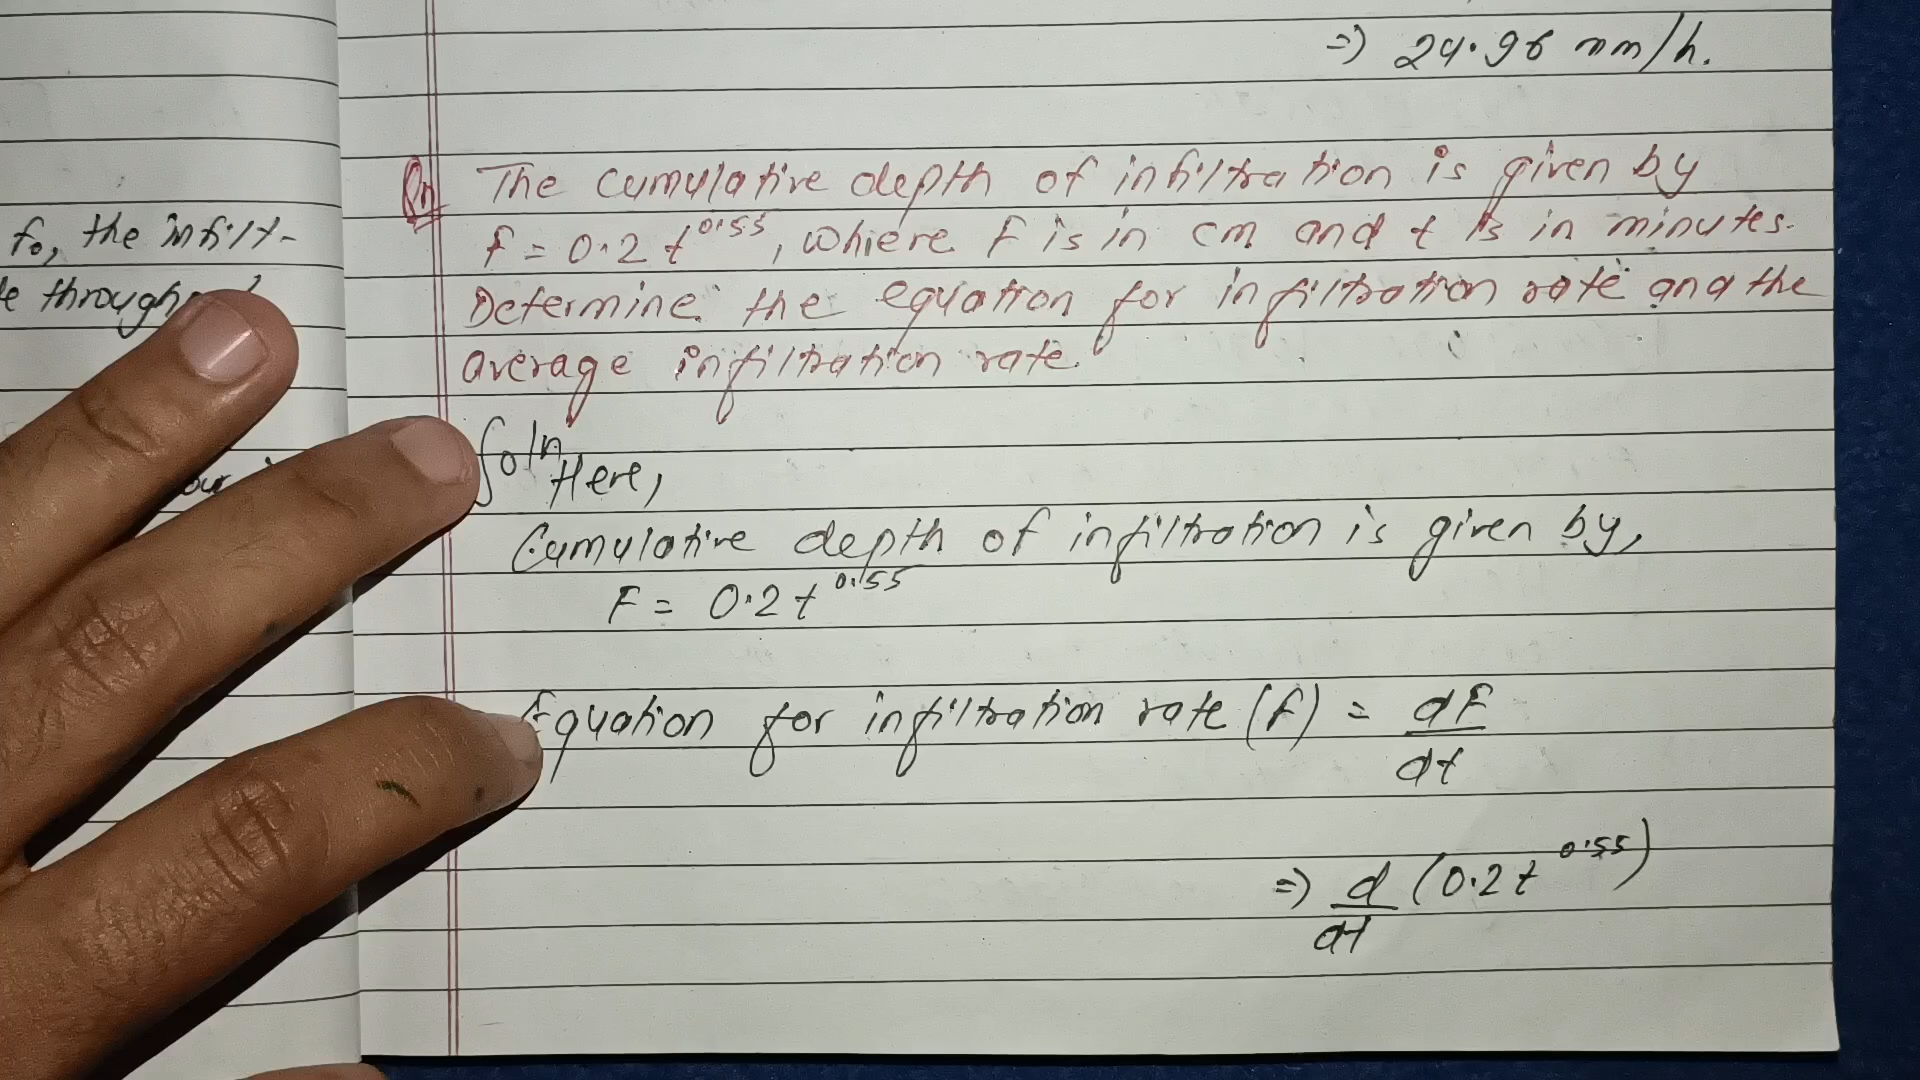 fo, the infilt-
through
our
=> 24.96 mm/h.
Qn The cumulative depth of infiltration is given by
f = 0.2 t^0.55, where F is in cm and t is in minutes.
Determine the equation for infiltration rate and the
average infiltration rate.
Soln
Here,
Cumulative depth of infiltration is given by,
F = 0.2 t^0.55
Equation for infiltration rate (f) = dF/dt
=> d/dt (0.2 t^0.55)